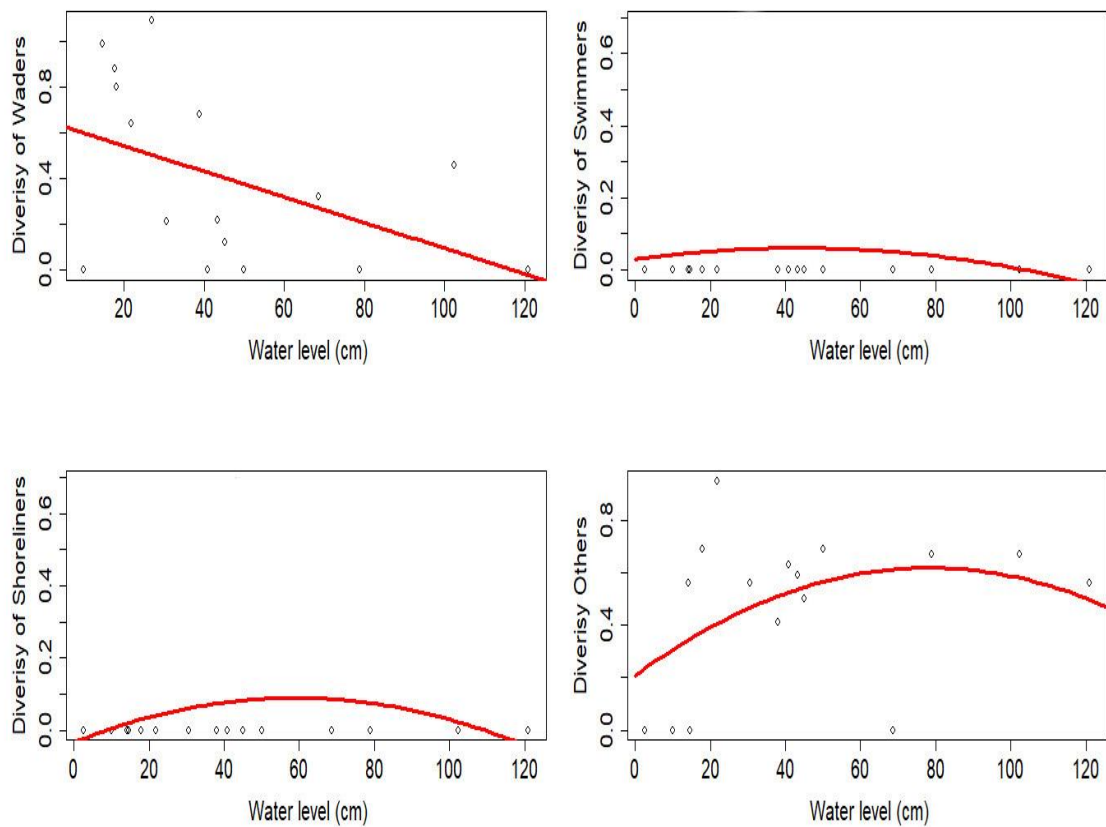 Diverisy of Waders
0.0 0.4 0.8
20 40 60 80 100 120
Water level (cm)
Diverisy of Swimmers
0.0 0.2 0.4 0.6
0 20 40 60 80 100 120
Water level (cm)
Diverisy of Shoreliners
0.0 0.2 0.4 0.6
0 20 40 60 80 100 120
Water level (cm)
Diverisy Others
0.0 0.4 0.8
0 20 40 60 80 100 120
Water level (cm)